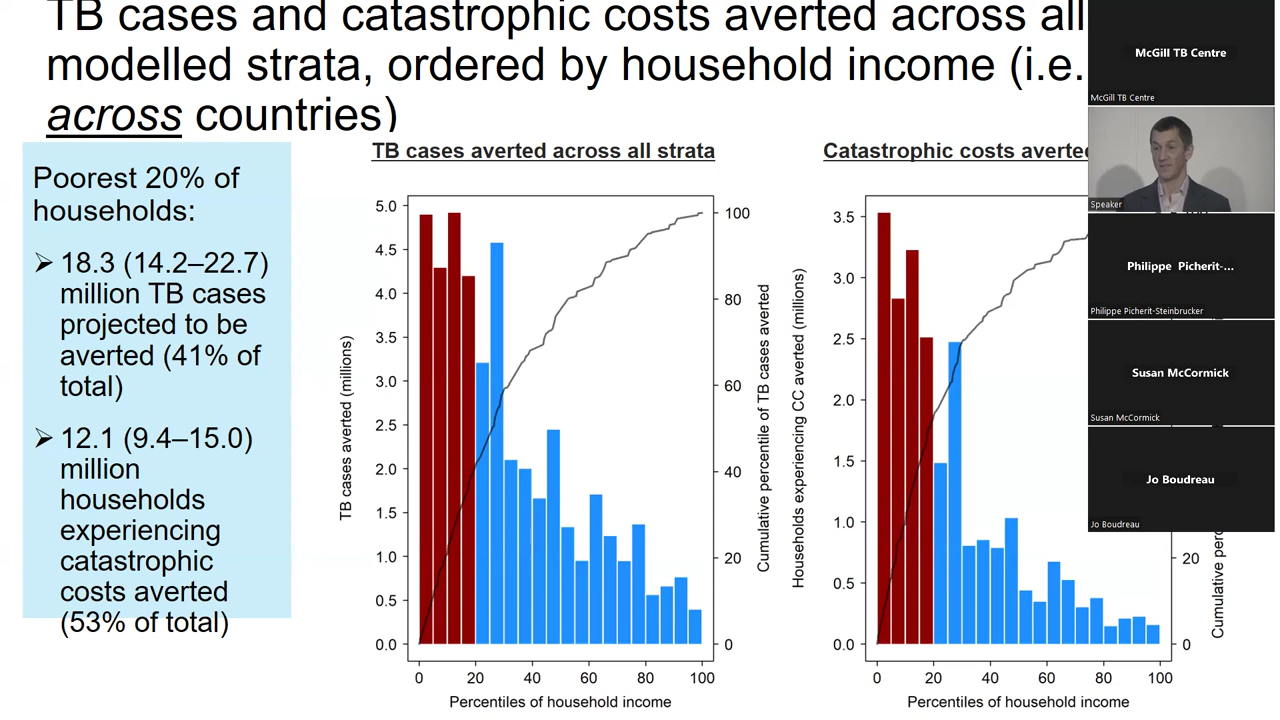 TB cases and catastrophic costs averted across all
modelled strata, ordered by household income (i.e.
across countries)
Poorest 20% of
households:
➢ 18.3 (14.2–22.7)
million TB cases
projected to be
averted (41% of
total)
➢ 12.1 (9.4–15.0)
million
households
experiencing
catastrophic
costs averted
(53% of total)
TB cases averted across all strata
TB cases averted (millions)
5.0
4.5
4.0
3.5
3.0
2.5
2.0
1.5
1.0
0.5
0.0
100
80
60
40
20
0
Cumulative percentile of TB cases averted
0 20 40 60 80 100
Percentiles of household income
Catastrophic costs averted
Households experiencing CC averted (millions)
3.5
3.0
2.5
2.0
1.5
1.0
0.5
0.0
20
0
Cumulative
0 20 40 60 80 100
Percentiles of household income
McGill TB Centre
McGill TB Centre
Speaker
Philippe Picherit-...
Philippe Picherit-Steinbrucker
Susan McCormick
Susan McCormick
Jo Boudreau
Jo Boudreau